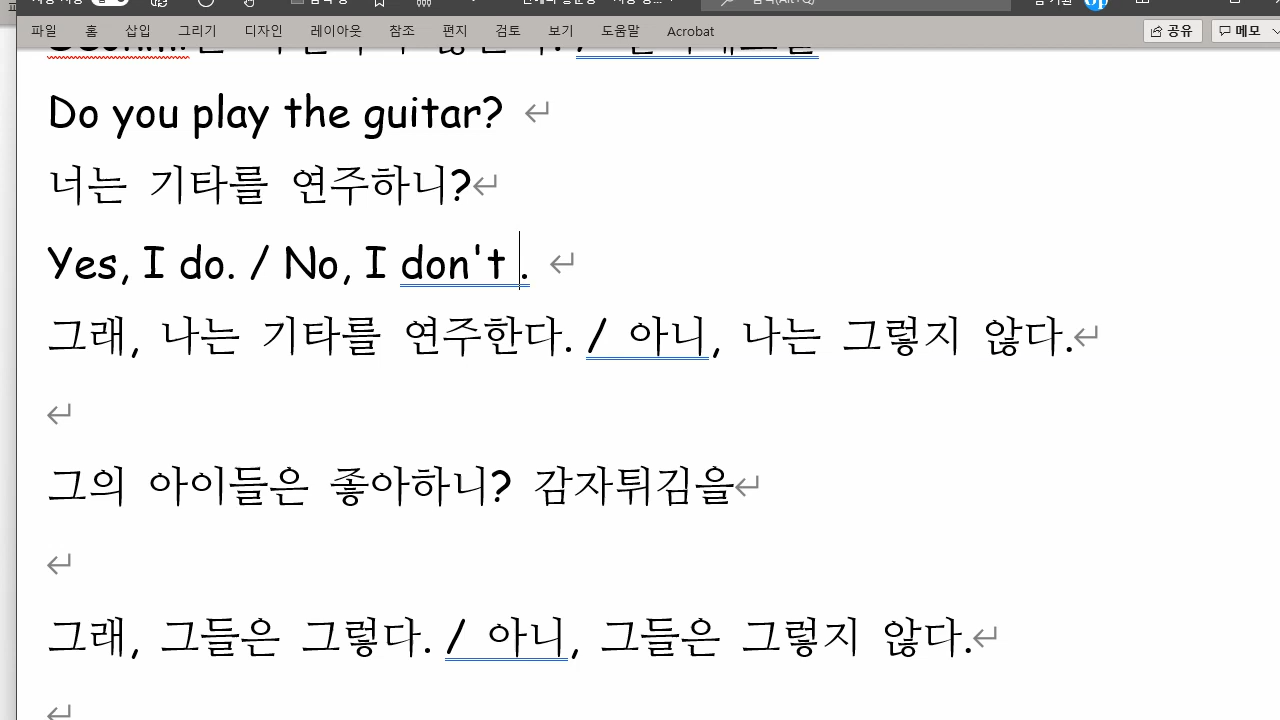 파일 홈 삽입 그리기 디자인 레이아웃 참조 편지 검토 보기 도움말 Acrobat 공유 메모
Do you play the guitar? ↵
너는 기타를 연주하니?↵
Yes, I do. / No, I don't . ↵
그래, 나는 기타를 연주한다. / 아니, 나는 그렇지 않다.↵
↵
그의 아이들은 좋아하니? 감자튀김을↵
↵
그래, 그들은 그렇다. / 아니, 그들은 그렇지 않다.↵
↵